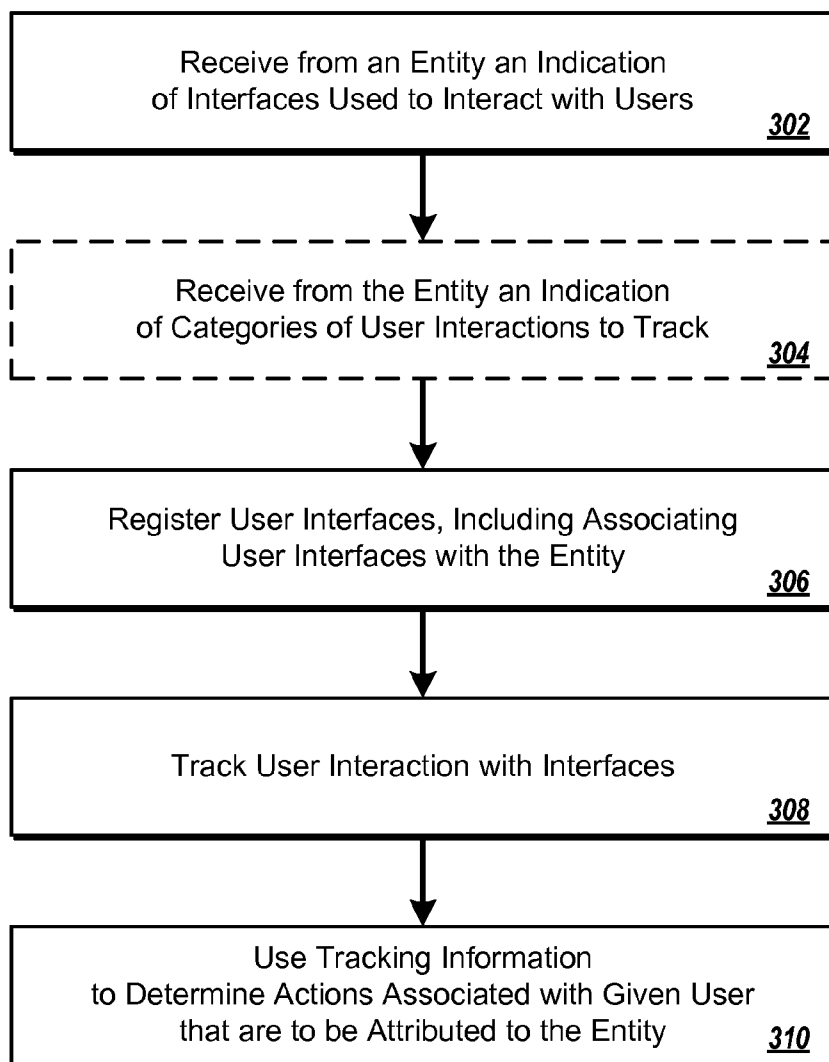 Receive from an Entity an Indication
of Interfaces Used to Interact with Users
302
Receive from the Entity an Indication
of Categories of User Interactions to Track
304
Register User Interfaces, Including Associating
User Interfaces with the Entity
306
Track User Interaction with Interfaces
308
Use Tracking Information
to Determine Actions Associated with Given User
that are to be Attributed to the Entity
310